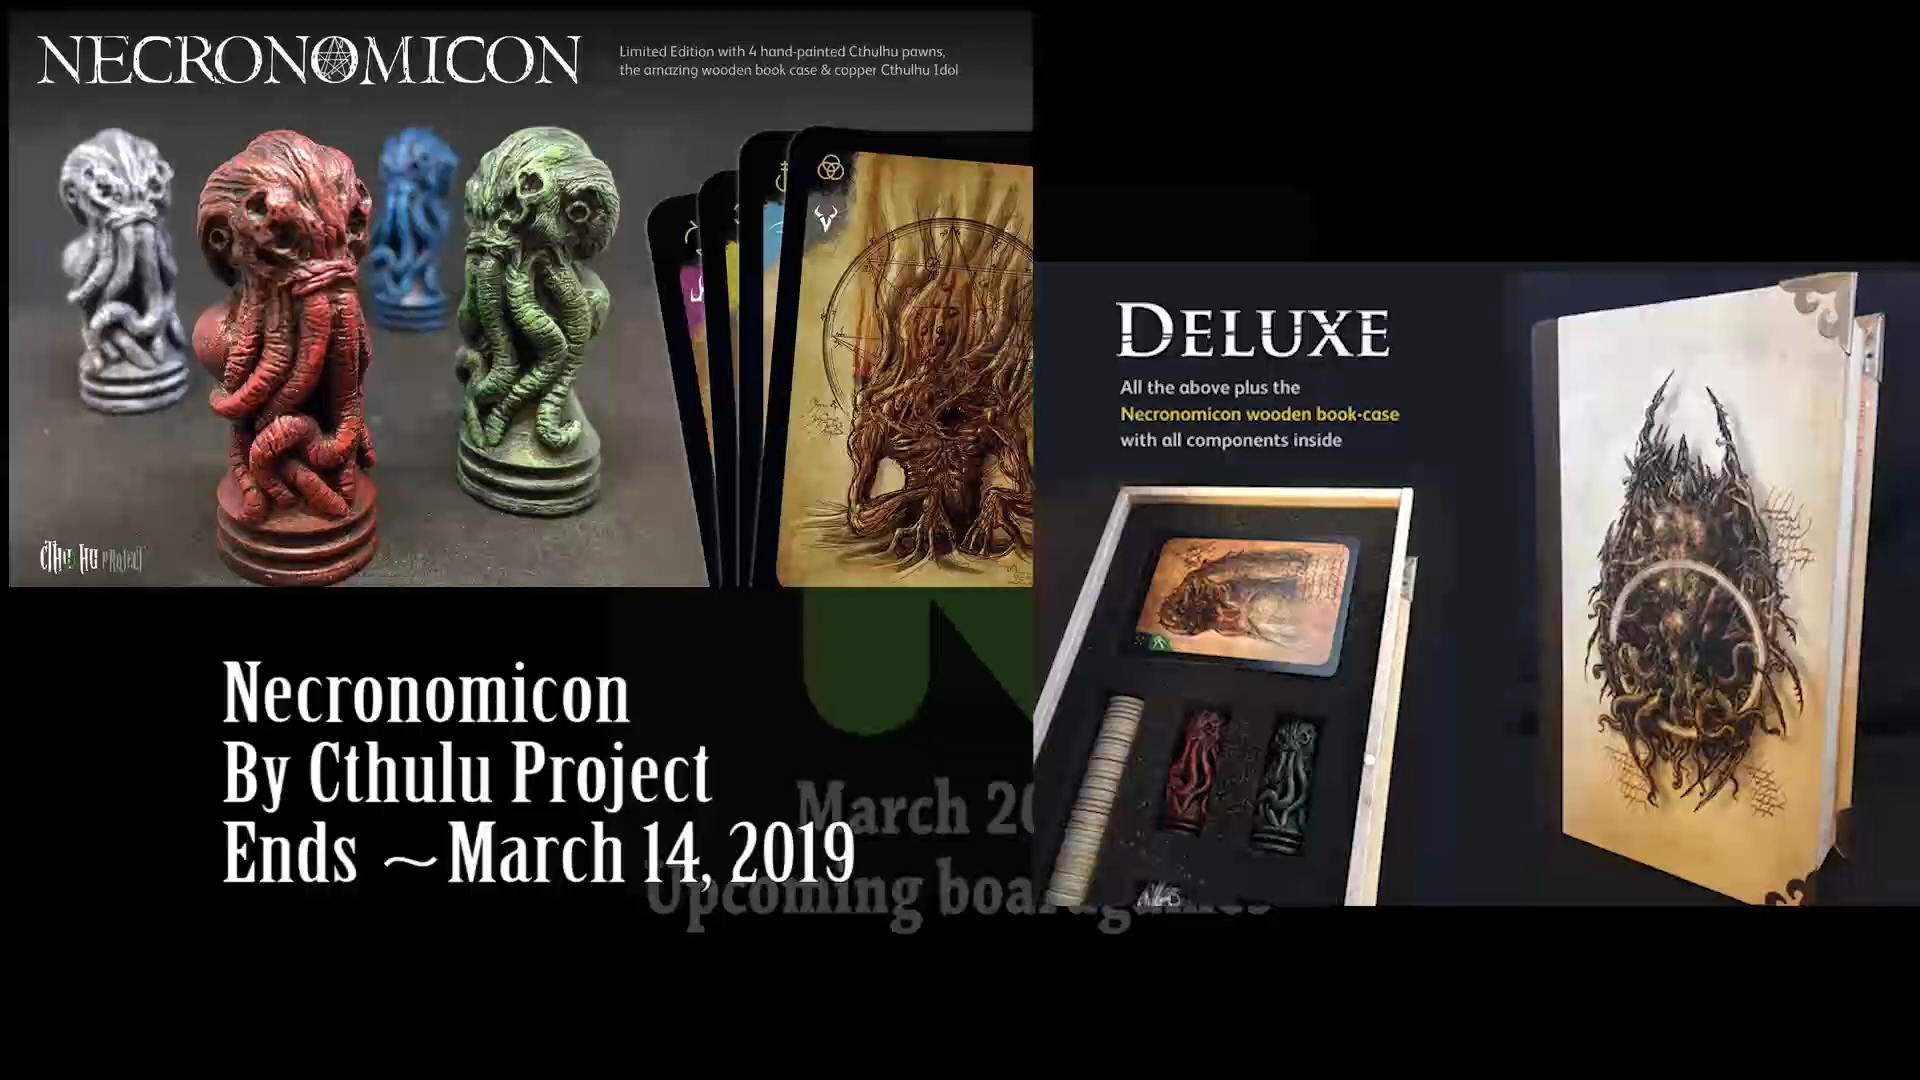 NECRONOMICON
Limited Edition with 4 hand-painted Cthulhu pawns,
the amazing wooden book case & copper Cthulhu Idol
CTHULHU PROJECT
DELUXE
All the above plus the
Necronomicon wooden book-case
with all components inside
Necronomicon
By Cthulu Project
Ends ~March 14, 2019
March 20
Upcoming boardgames